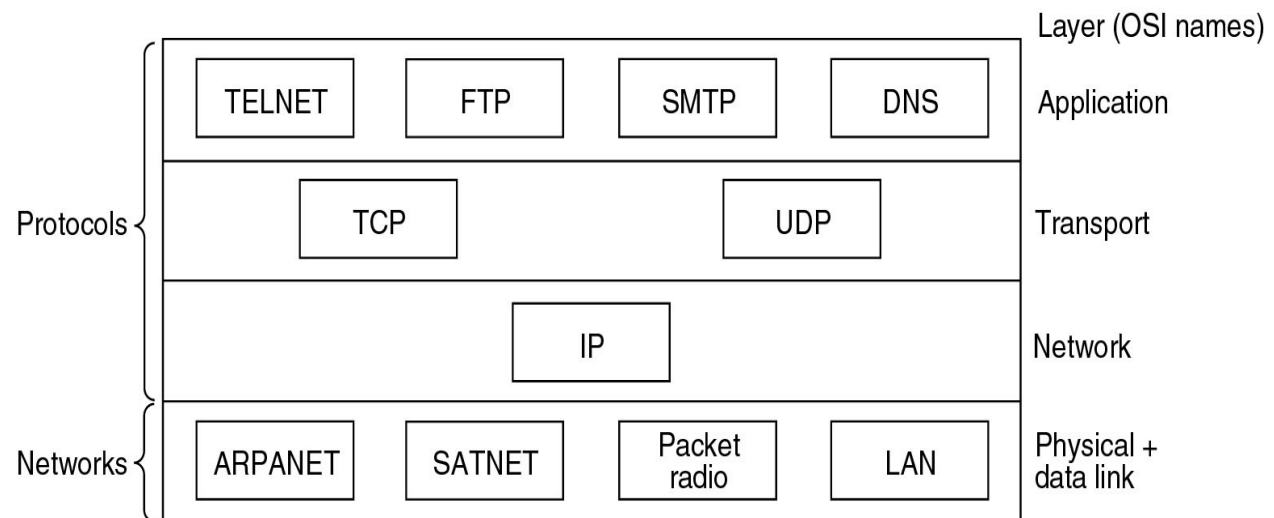 Layer (OSI names)
TELNET FTP SMTP DNS Application
Protocols TCP UDP Transport
IP Network
Networks ARPANET SATNET Packet radio LAN Physical + data link